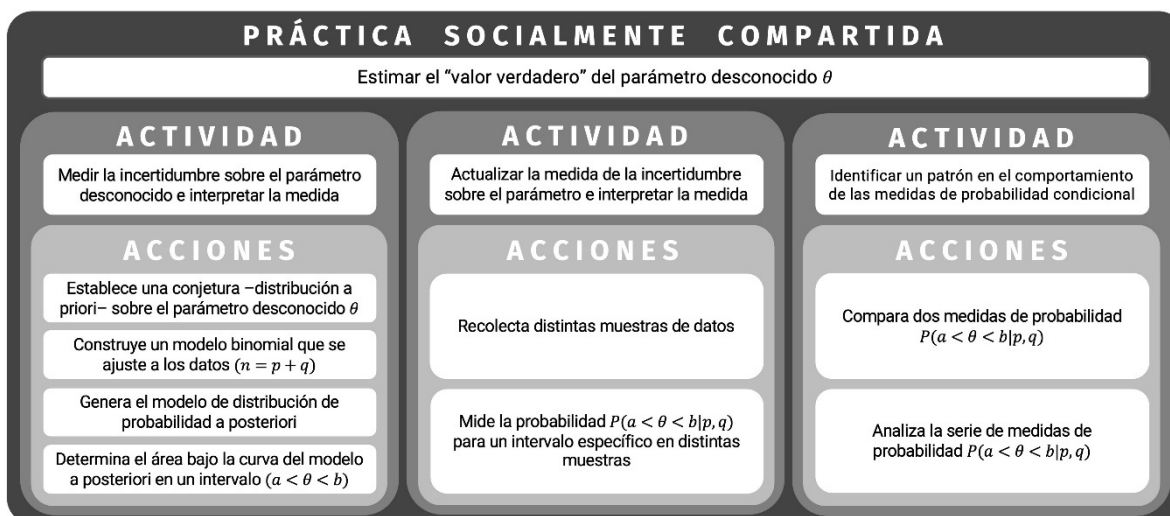 PRÁCTICA SOCIALMENTE COMPARTIDA
Estimar el “valor verdadero” del parámetro desconocido θ
ACTIVIDAD
Medir la incertidumbre sobre el parámetro
desconocido e interpretar la medida
ACCIONES
Establece una conjetura –distribución a
priori– sobre el parámetro desconocido θ
Construye un modelo binomial que se
ajuste a los datos (n = p + q)
Genera el modelo de distribución de
probabilidad a posteriori
Determina el área bajo la curva del modelo
a posteriori en un intervalo (a < θ < b)
ACTIVIDAD
Actualizar la medida de la incertidumbre
sobre el parámetro e interpretar la medida
ACCIONES
Recolecta distintas muestras de datos
Mide la probabilidad P(a < θ < b|p, q)
para un intervalo específico en distintas
muestras
ACTIVIDAD
Identificar un patrón en el comportamiento
de las medidas de probabilidad condicional
ACCIONES
Compara dos medidas de probabilidad
P(a < θ < b|p, q)
Analiza la serie de medidas de
probabilidad P(a < θ < b|p, q)